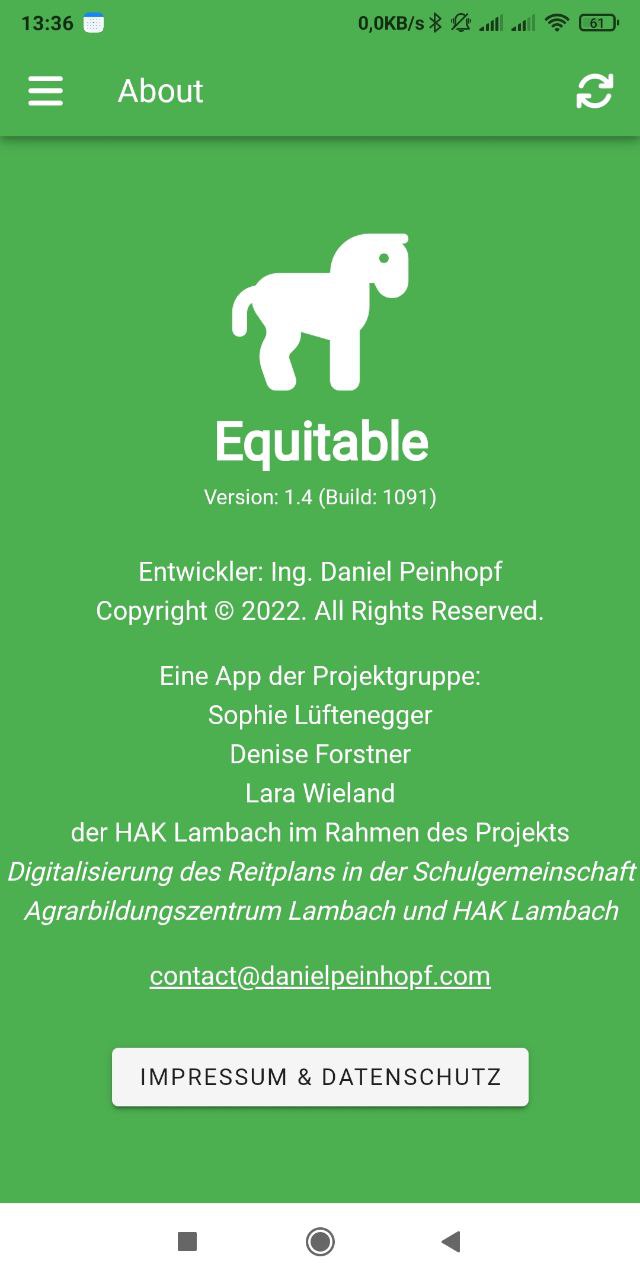 13:36
0,0KB/s
61
About
Equitable
Version: 1.4 (Build: 1091)
Entwickler: Ing. Daniel Peinhopf
Copyright © 2022. All Rights Reserved.
Eine App der Projektgruppe:
Sophie Lüftenegger
Denise Forstner
Lara Wieland
der HAK Lambach im Rahmen des Projekts
Digitalisierung des Reitplans in der Schulgemeinschaft
Agrarbildungszentrum Lambach und HAK Lambach
contact@danielpeinhopf.com
IMPRESSUM & DATENSCHUTZ